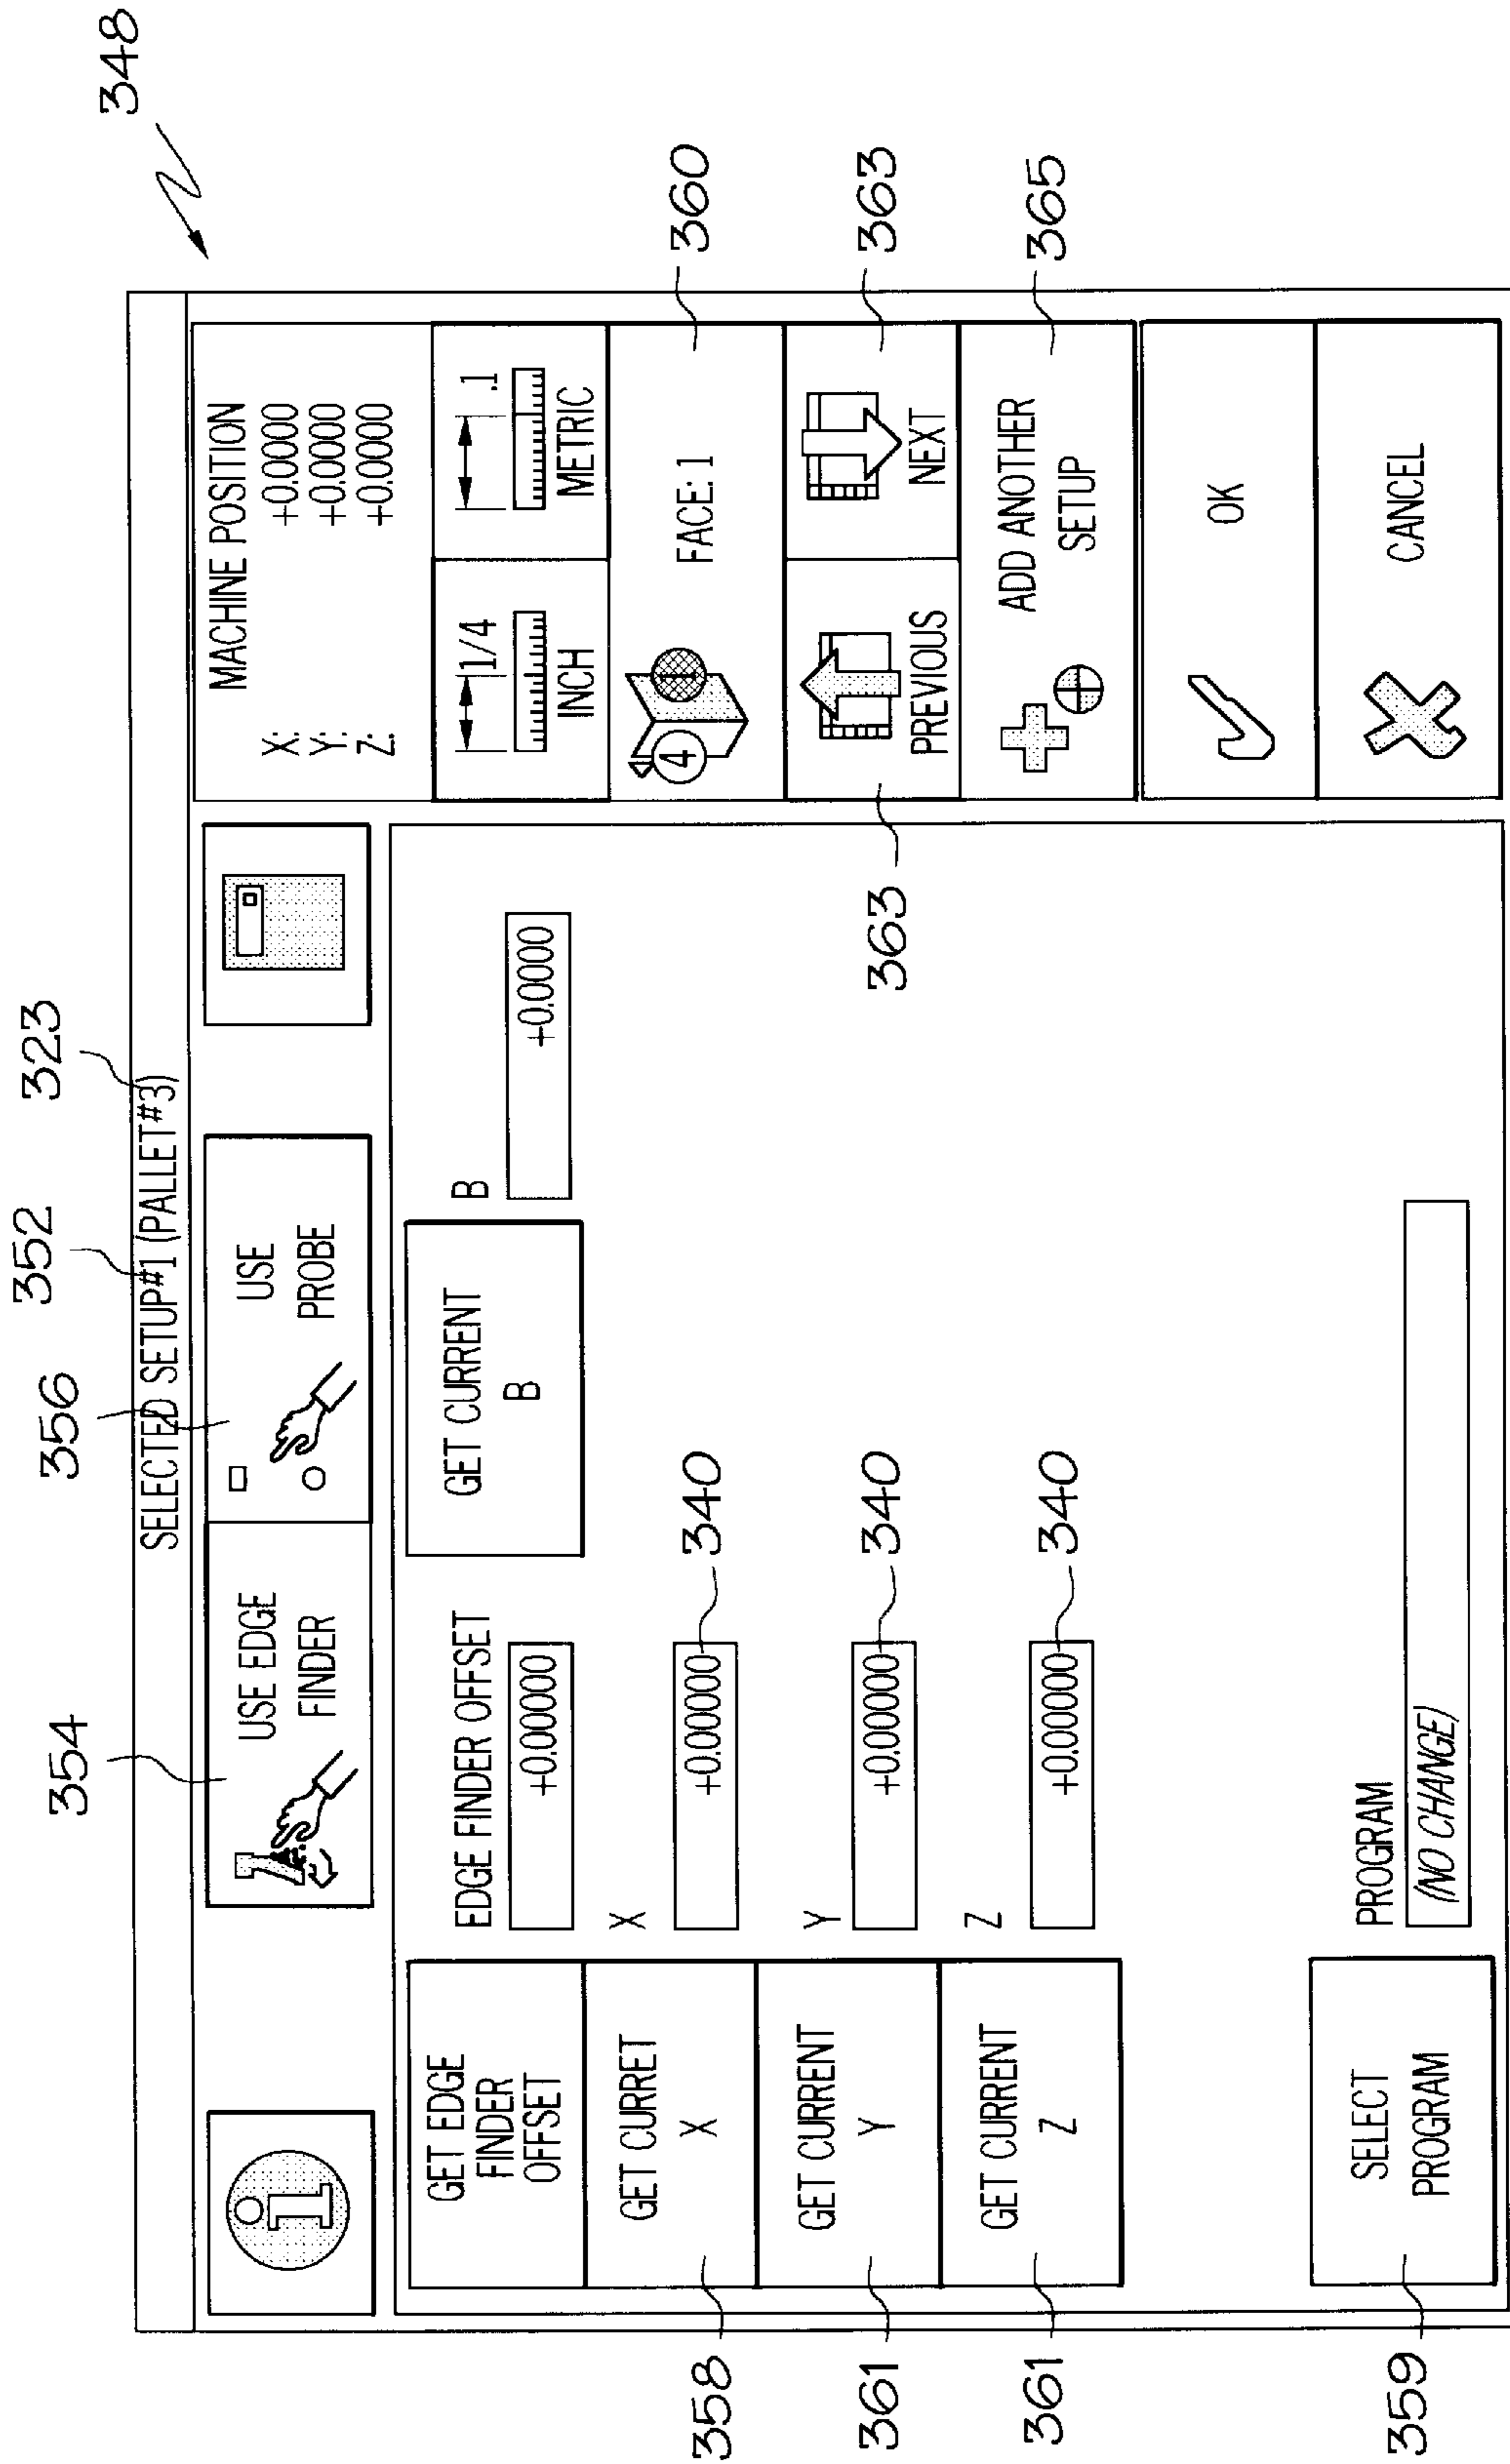 348
323
352
356
354
SELECTED SETUP#1 (PALLET#3)
i
USE EDGE
FINDER
USE
PROBE
MACHINE POSITION
X: +0.0000
Y: +0.0000
Z: +0.0000
GET EDGE
FINDER
OFFSET
EDGE FINDER OFFSET
+0.00000
GET CURRENT
B
B
+0.0000
1/4
INCH
.1
METRIC
358
GET CURRET
X
X
+0.00000
340
4
1
FACE: 1
360
361
GET CURRENT
Y
Y
+0.00000
340
363
PREVIOUS
NEXT
363
361
GET CURRENT
Z
Z
+0.00000
340
ADD ANOTHER
SETUP
365
OK
359
SELECT
PROGRAM
PROGRAM
(NO CHANGE)
CANCEL